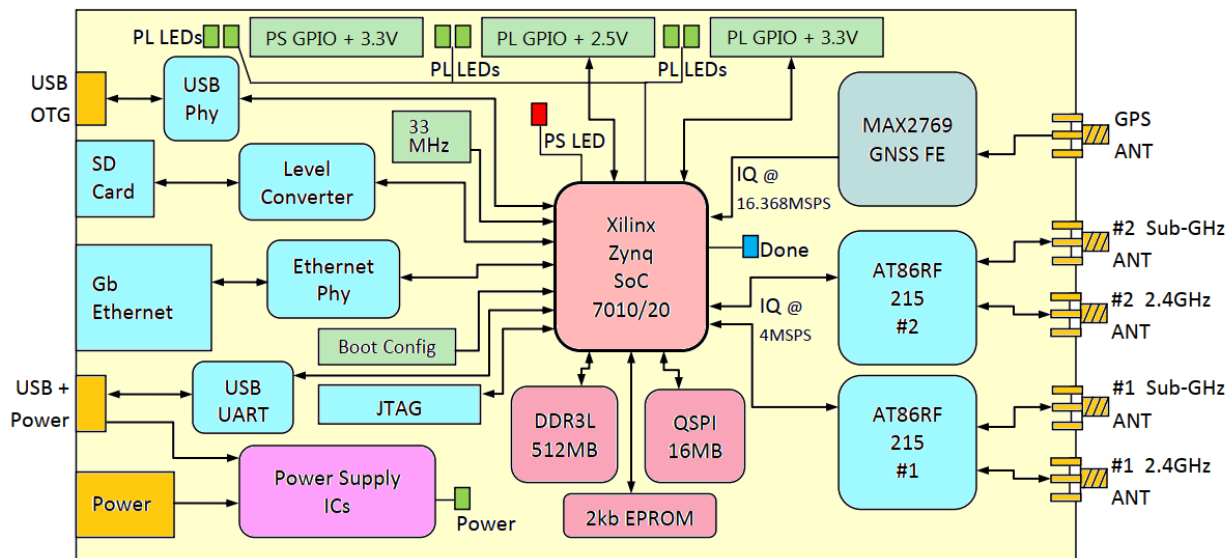 PL LEDs
PS GPIO + 3.3V
PL GPIO + 2.5V
PL GPIO + 3.3V
PL LEDs
PL LEDs
USB
OTG
USB
Phy
33
MHz
PS LED
MAX2769
GNSS FE
GPS
ANT
SD
Card
Level
Converter
IQ @
16.368MSPS
Xilinx
Zynq
SoC
7010/20
Done
#2 Sub-GHz
ANT
AT86RF
215
#2
#2 2.4GHz
ANT
Gb
Ethernet
Ethernet
Phy
IQ @
4MSPS
Boot Config
USB +
Power
USB
UART
JTAG
DDR3L
512MB
QSPI
16MB
AT86RF
215
#1
#1 Sub-GHz
ANT
#1 2.4GHz
ANT
Power
Power Supply
ICs
Power
2kb EPROM